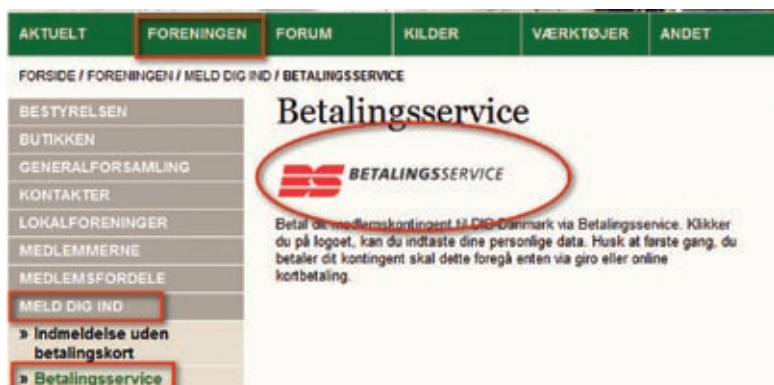 AKTUELT FORENINGEN FORUM KILDER VÆRKTØJER ANDET
FORSIDE / FORENINGEN / MELD DIG IND / BETALINGSSERVICE
BESTYRELSEN
BUTIKKEN
GENERALFORSAMLING
KONTAKTER
LOKALFORENINGER
MEDLEMMERNE
MEDLEMSFORDELE
MELD DIG IND
» Indmeldelse uden
betalingskort
» Betalingsservice
Betalingsservice
BS BETALINGSSERVICE
Betal dit medlemskontingent til DIS-Danmark via Betalingsservice. Klikker
du på logoet, kan du indtaste dine personlige data. Husk at første gang, du
betaler dit kontingent skal dette foregå enten via giro eller online
kortbetaling.